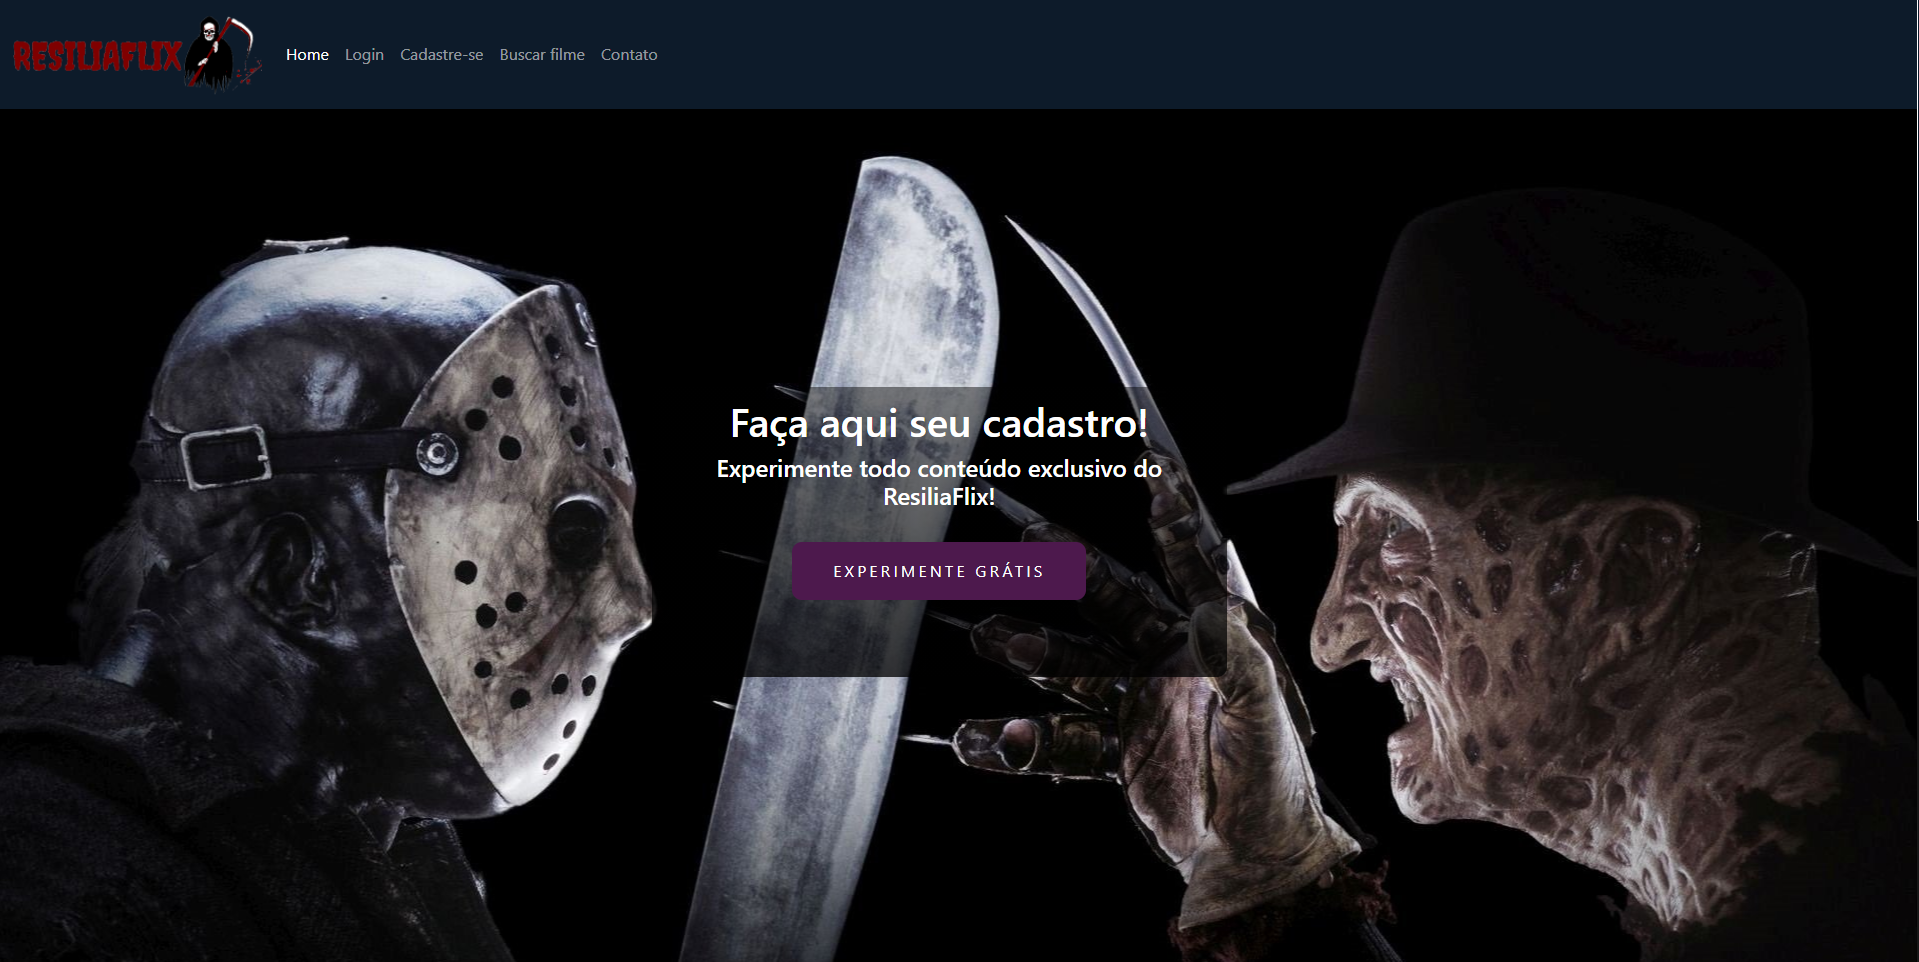 RESILIAFLIX
Home Login Cadastre-se Buscar filme Contato
Faça aqui seu cadastro!
Experimente todo conteúdo exclusivo do
ResiliaFlix!
EXPERIMENTE GRÁTIS